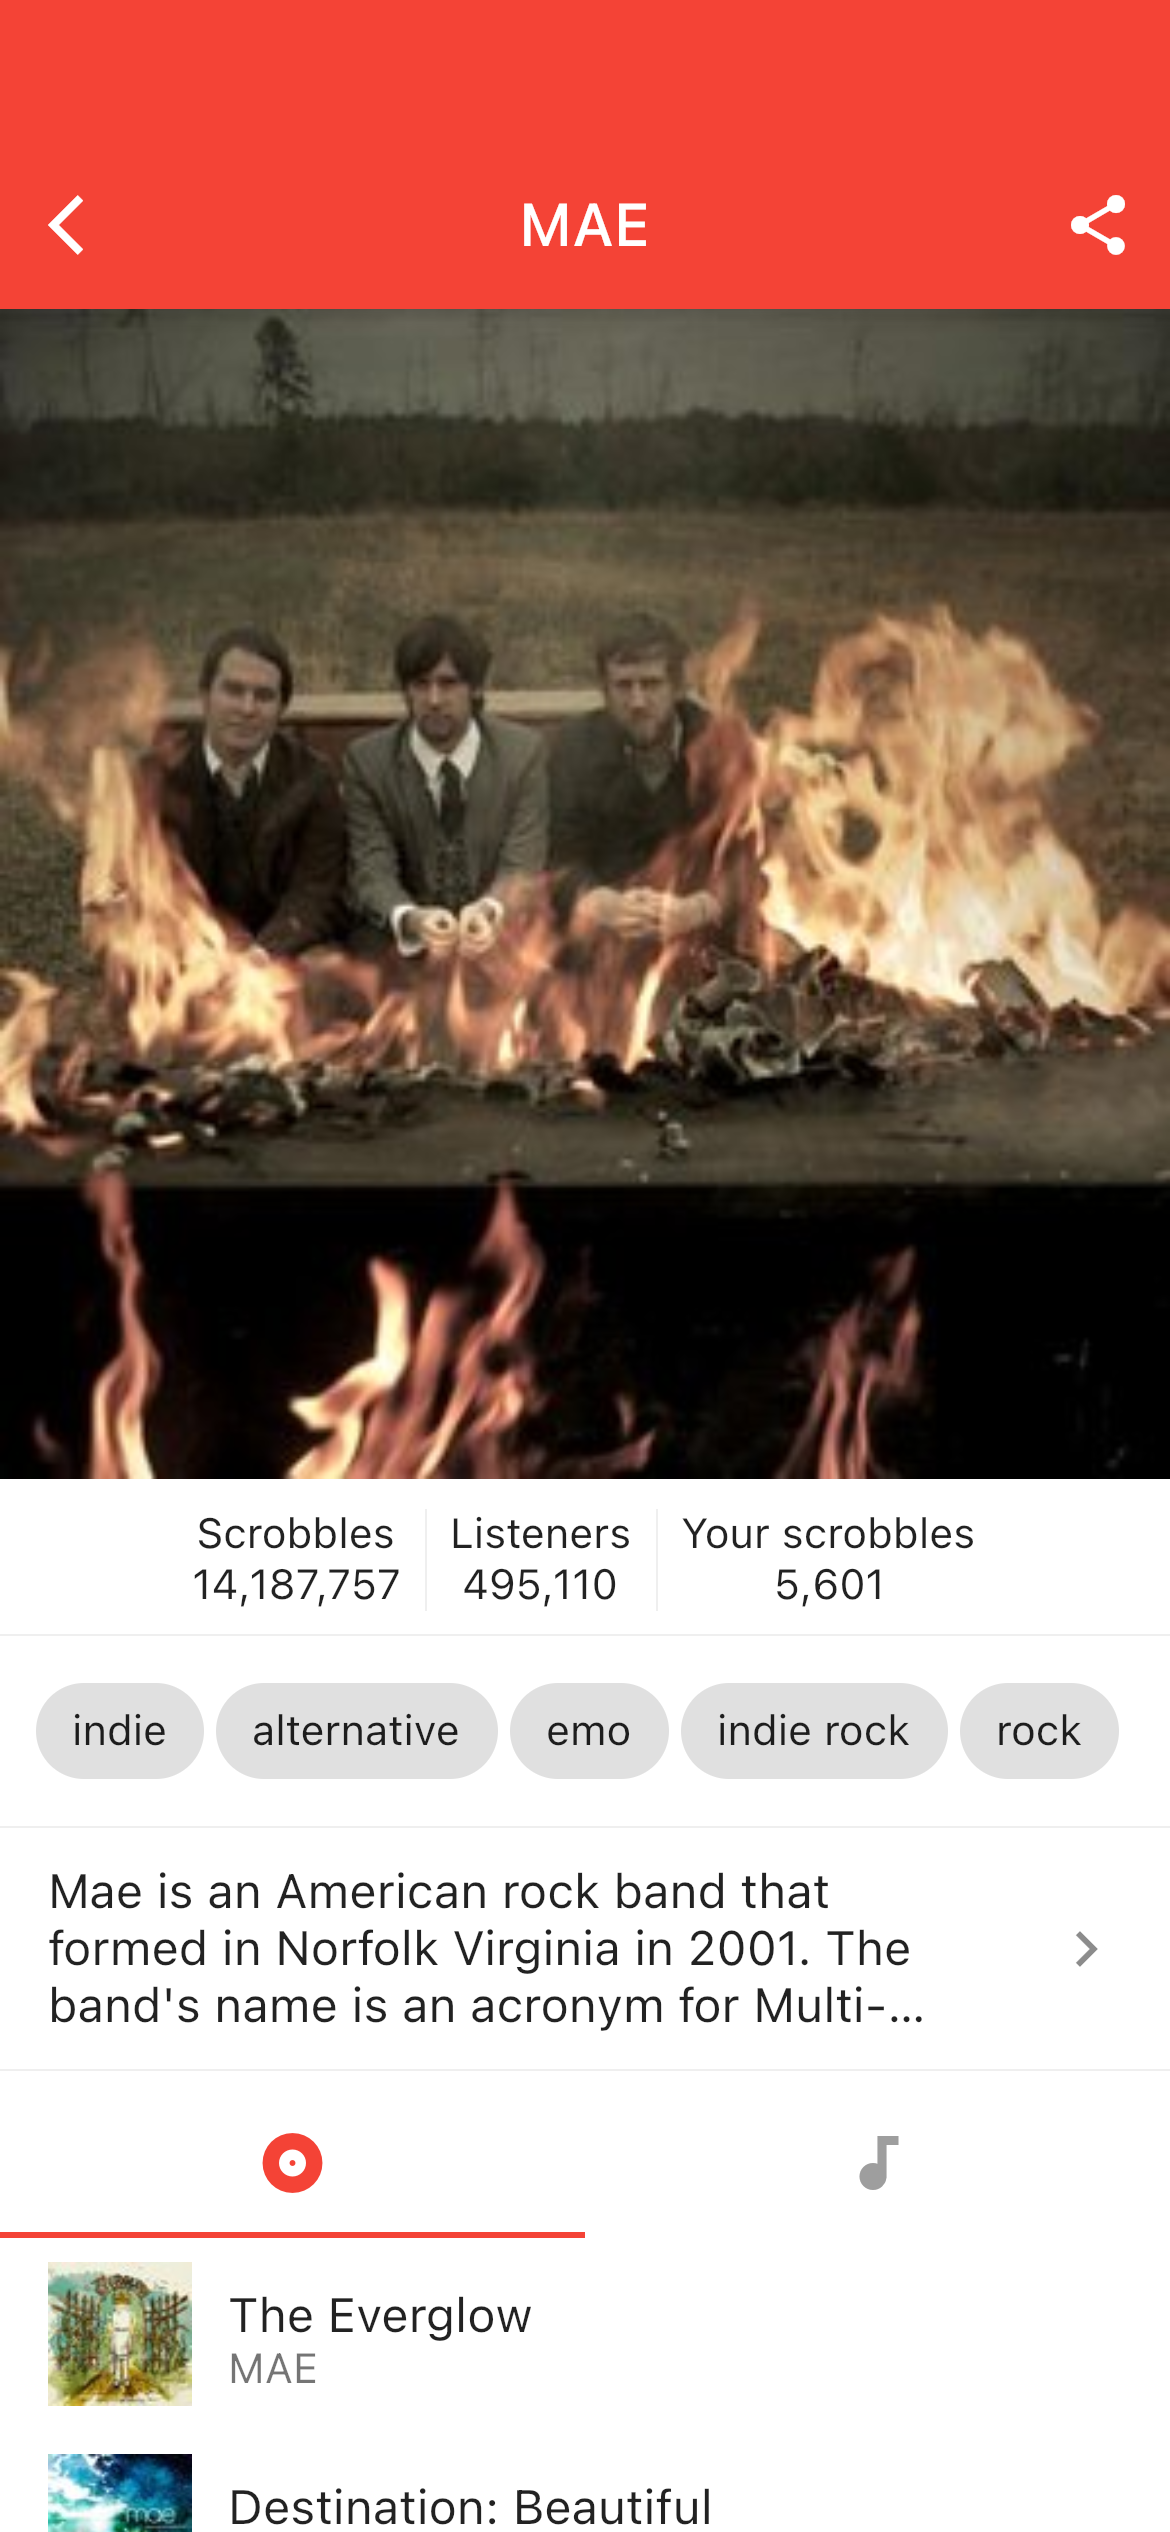 MAE
Scrobbles
14,187,757
Listeners
495,110
Your scrobbles
5,601
indie
alternative
emo
indie rock
rock
Mae is an American rock band that
formed in Norfolk Virginia in 2001. The
band's name is an acronym for Multi-...
The Everglow
MAE
mae
Destination: Beautiful